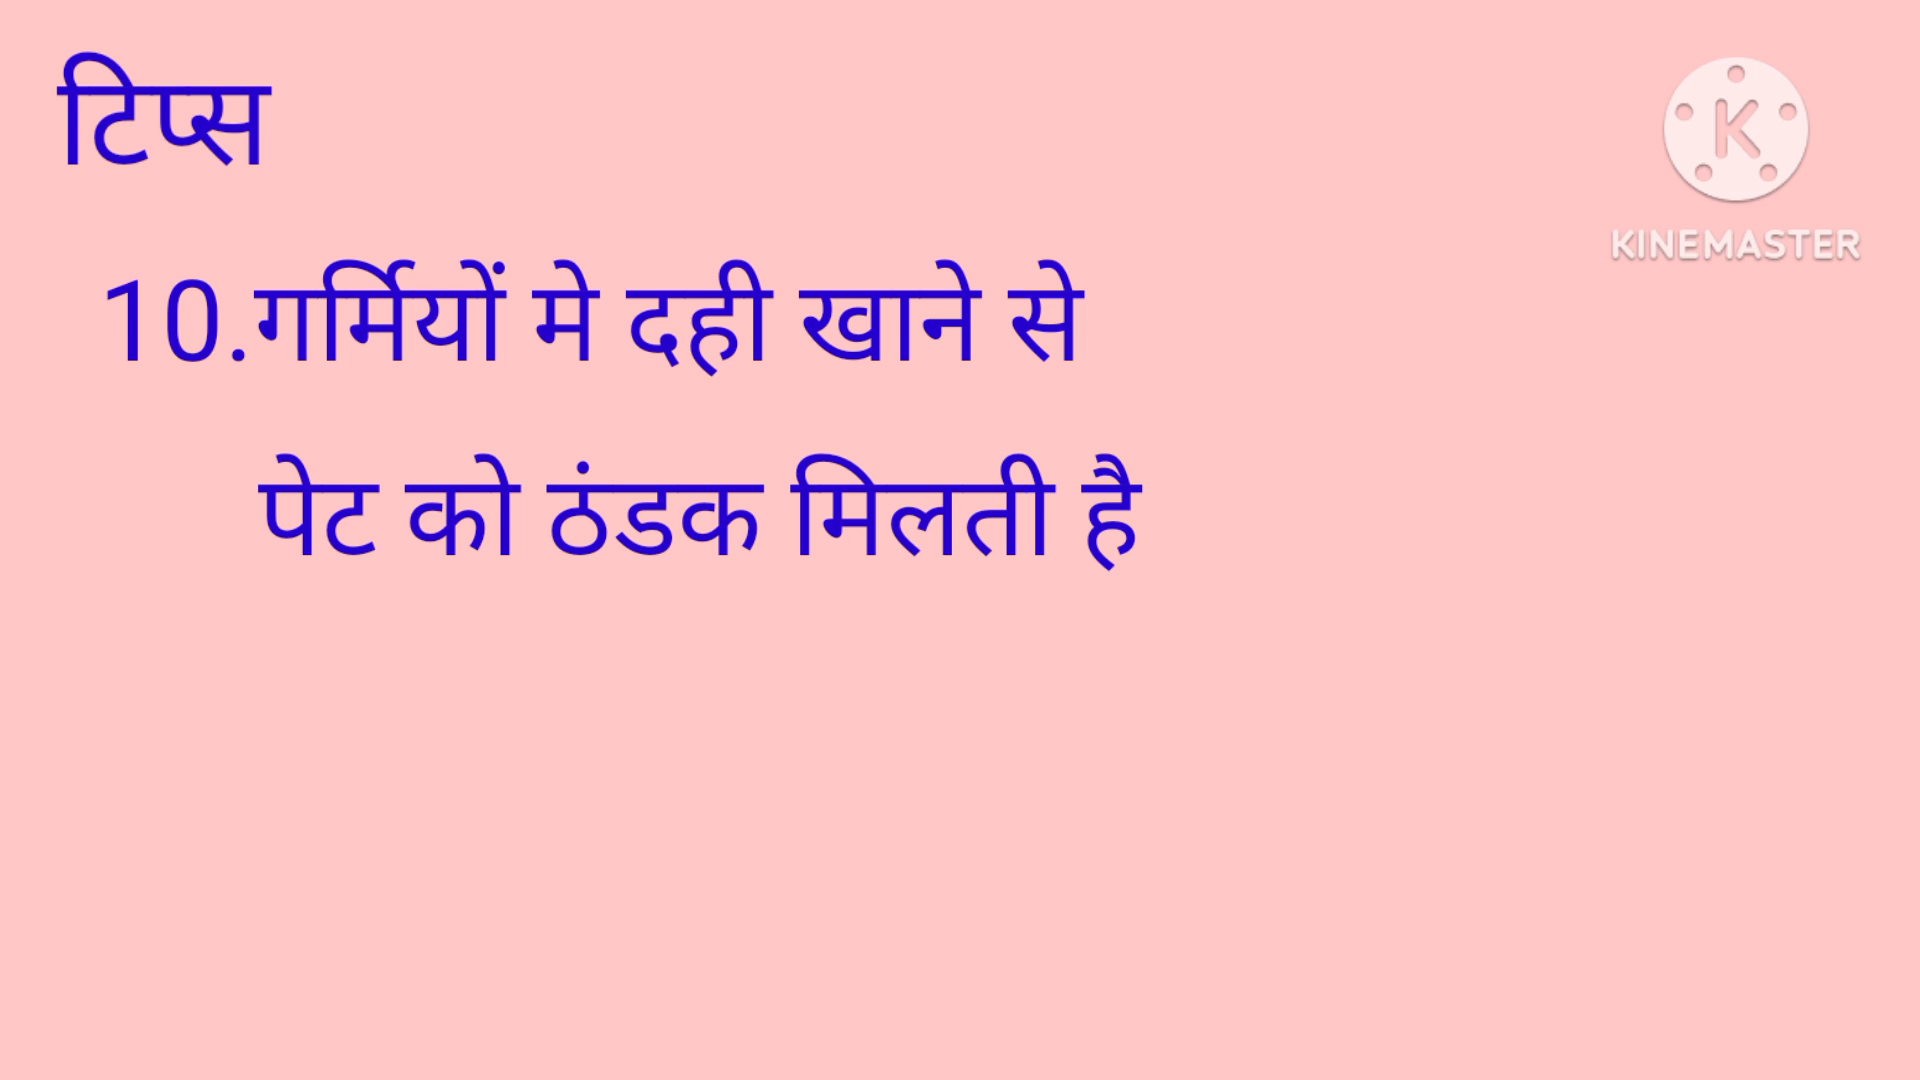 टिप्स
KINEMASTER
10.गर्मियों मे दही खाने से
पेट को ठंडक मिलती है